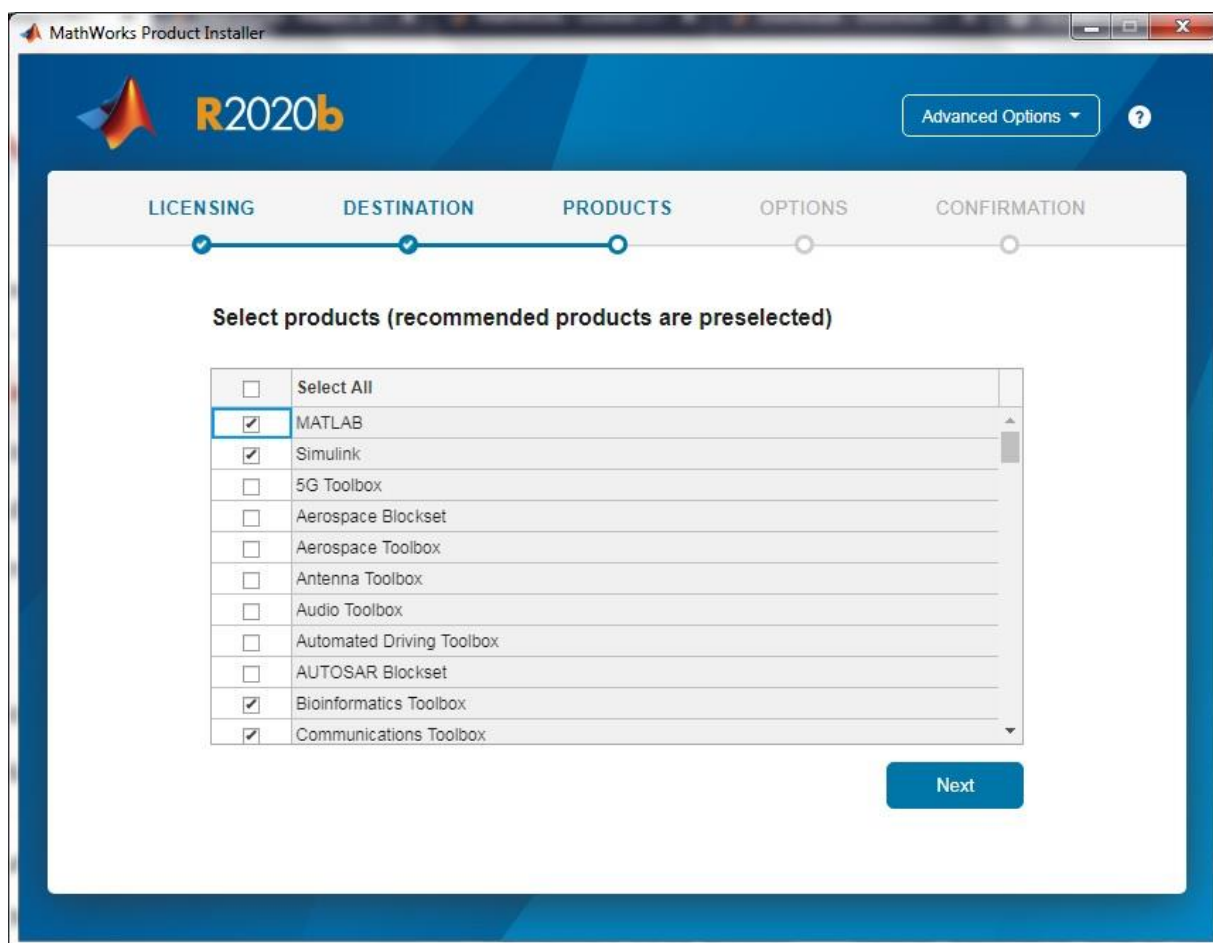 MathWorks Product Installer
R2020b
Advanced Options
?
LICENSING DESTINATION PRODUCTS OPTIONS CONFIRMATION
Select products (recommended products are preselected)
Select All
MATLAB
Simulink
5G Toolbox
Aerospace Blockset
Aerospace Toolbox
Antenna Toolbox
Audio Toolbox
Automated Driving Toolbox
AUTOSAR Blockset
Bioinformatics Toolbox
Communications Toolbox
Next